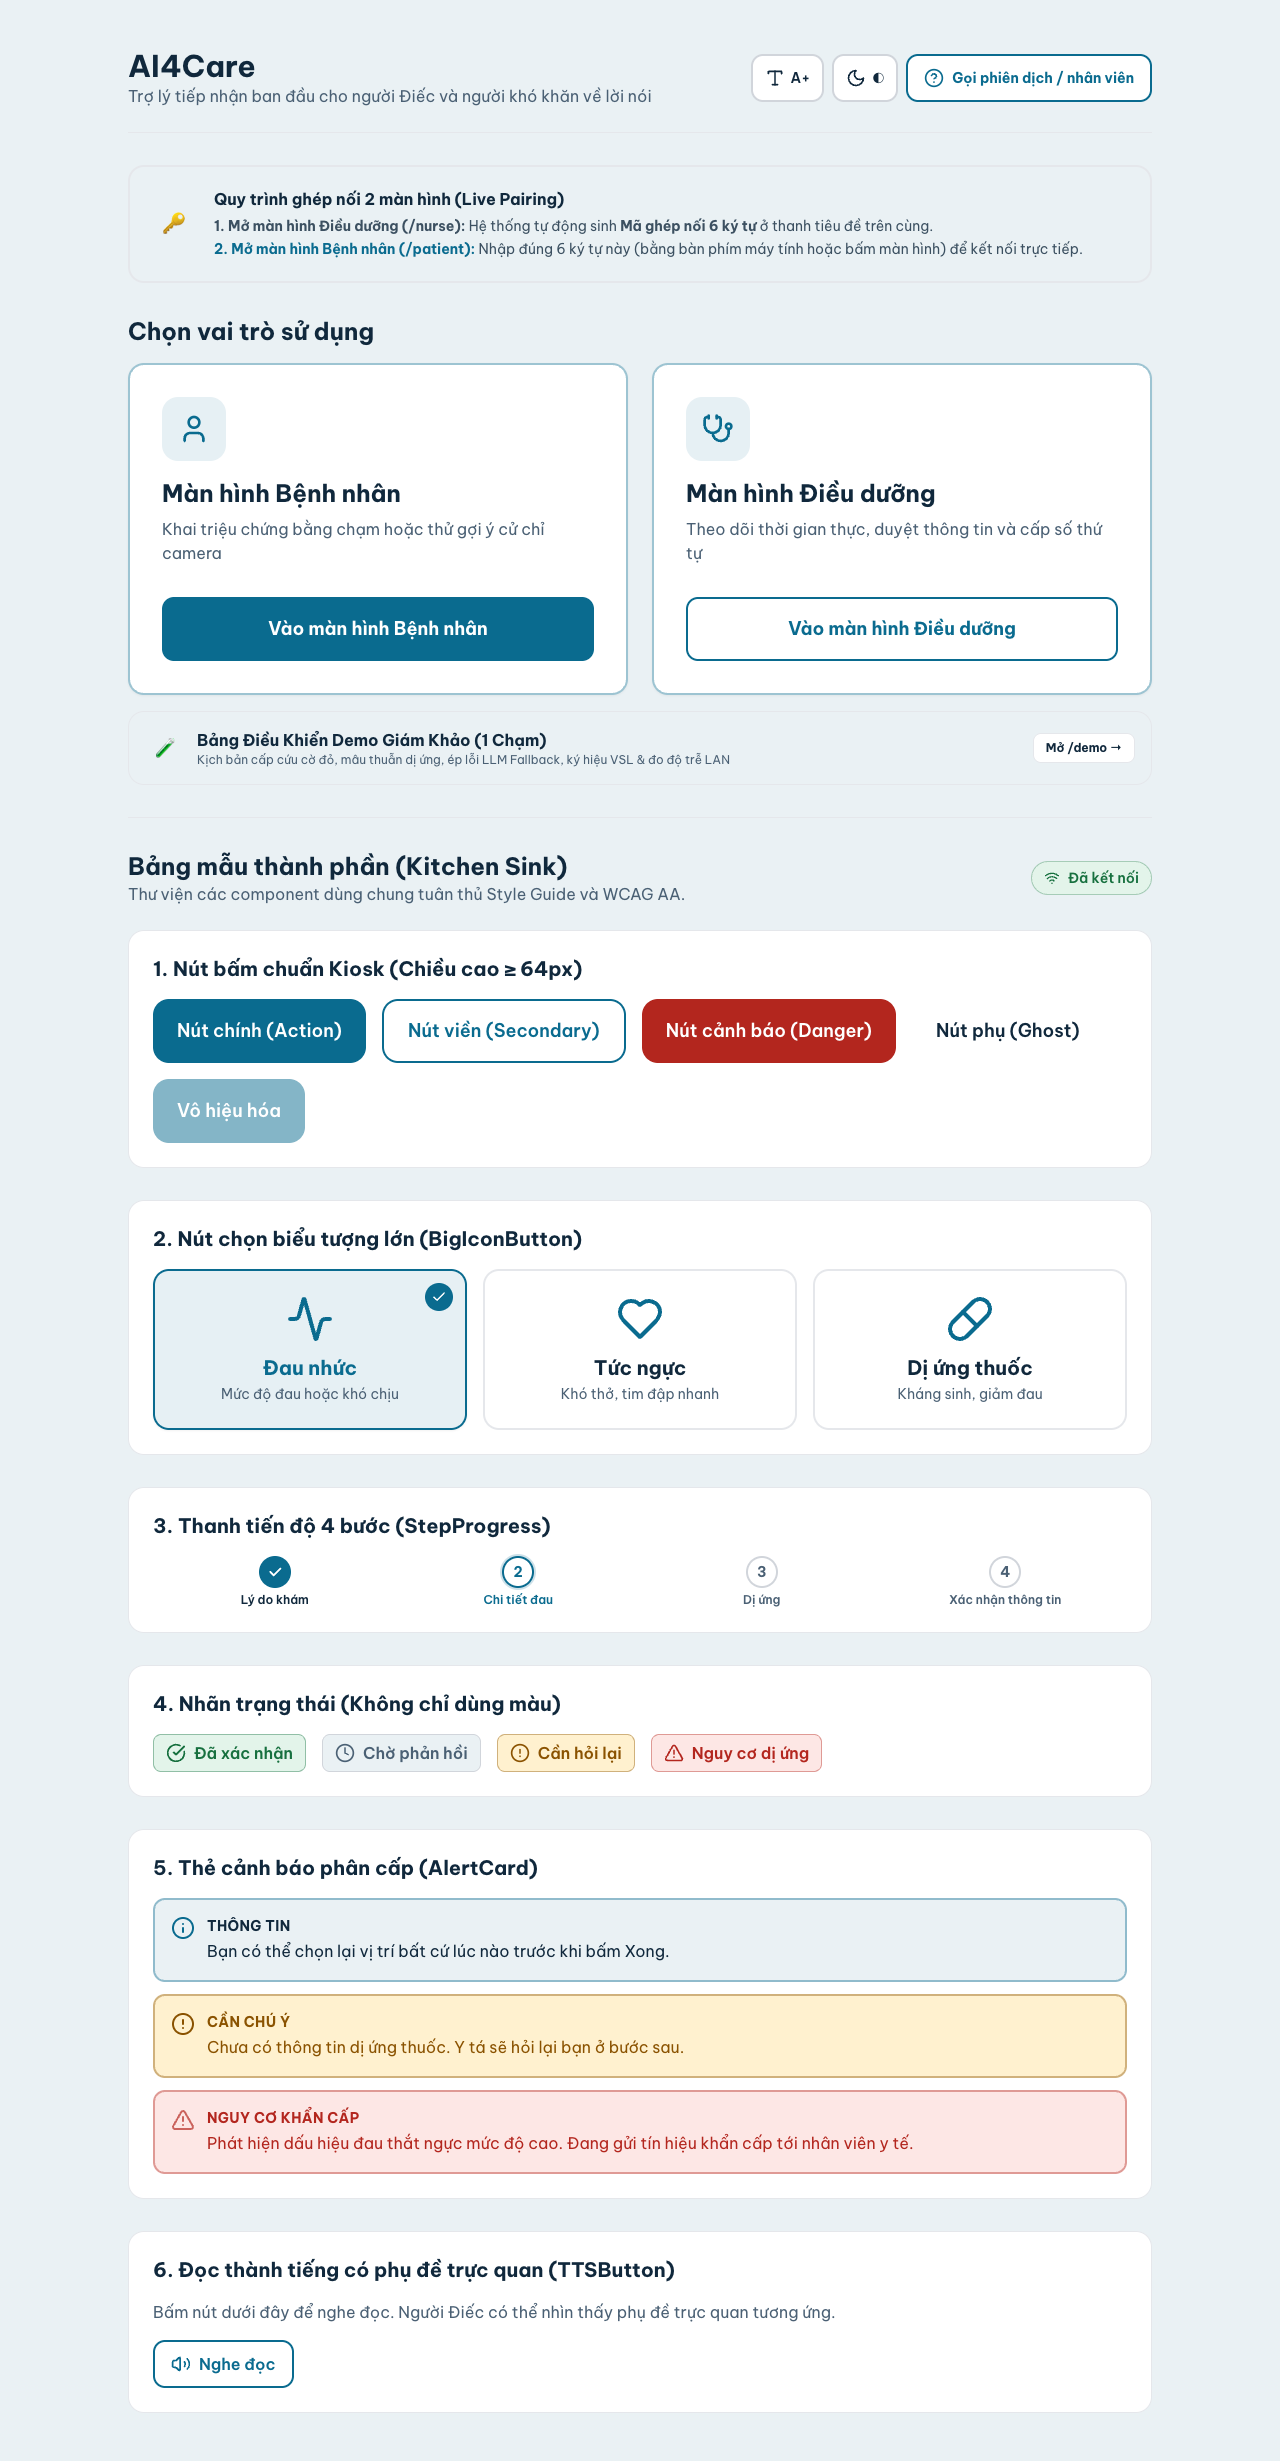 AI4Care
Trợ lý tiếp nhận ban đầu cho người Điếc và người khó khăn về lời nói
A+
Gọi phiên dịch / nhân viên
Quy trình ghép nối 2 màn hình (Live Pairing)
1. Mở màn hình Điều dưỡng (/nurse): Hệ thống tự động sinh Mã ghép nối 6 ký tự ở thanh tiêu đề trên cùng.
2. Mở màn hình Bệnh nhân (/patient): Nhập đúng 6 ký tự này (bằng bàn phím máy tính hoặc bấm màn hình) để kết nối trực tiếp.
Chọn vai trò sử dụng
Màn hình Bệnh nhân
Khai triệu chứng bằng chạm hoặc thử gợi ý cử chỉ
camera
Vào màn hình Bệnh nhân
Màn hình Điều dưỡng
Theo dõi thời gian thực, duyệt thông tin và cấp số thứ
tự
Vào màn hình Điều dưỡng
Bảng Điều Khiển Demo Giám Khảo (1 Chạm)
Kịch bản cấp cứu cờ đỏ, mâu thuẫn dị ứng, ép lỗi LLM Fallback, ký hiệu VSL & đo độ trễ LAN
Mở /demo →
Bảng mẫu thành phần (Kitchen Sink)
Thư viện các component dùng chung tuân thủ Style Guide và WCAG AA.
Đã kết nối
1. Nút bấm chuẩn Kiosk (Chiều cao ≥ 64px)
Nút chính (Action)
Nút viền (Secondary)
Nút cảnh báo (Danger)
Nút phụ (Ghost)
Vô hiệu hóa
2. Nút chọn biểu tượng lớn (BigIconButton)
Đau nhức
Mức độ đau hoặc khó chịu
Tức ngực
Khó thở, tim đập nhanh
Dị ứng thuốc
Kháng sinh, giảm đau
3. Thanh tiến độ 4 bước (StepProgress)
Lý do khám
2
Chi tiết đau
3
Dị ứng
4
Xác nhận thông tin
4. Nhãn trạng thái (Không chỉ dùng màu)
Đã xác nhận
Chờ phản hồi
Cần hỏi lại
Nguy cơ dị ứng
5. Thẻ cảnh báo phân cấp (AlertCard)
THÔNG TIN
Bạn có thể chọn lại vị trí bất cứ lúc nào trước khi bấm Xong.
CẦN CHÚ Ý
Chưa có thông tin dị ứng thuốc. Y tá sẽ hỏi lại bạn ở bước sau.
NGUY CƠ KHẨN CẤP
Phát hiện dấu hiệu đau thắt ngực mức độ cao. Đang gửi tín hiệu khẩn cấp tới nhân viên y tế.
6. Đọc thành tiếng có phụ đề trực quan (TTSButton)
Bấm nút dưới đây để nghe đọc. Người Điếc có thể nhìn thấy phụ đề trực quan tương ứng.
Nghe đọc